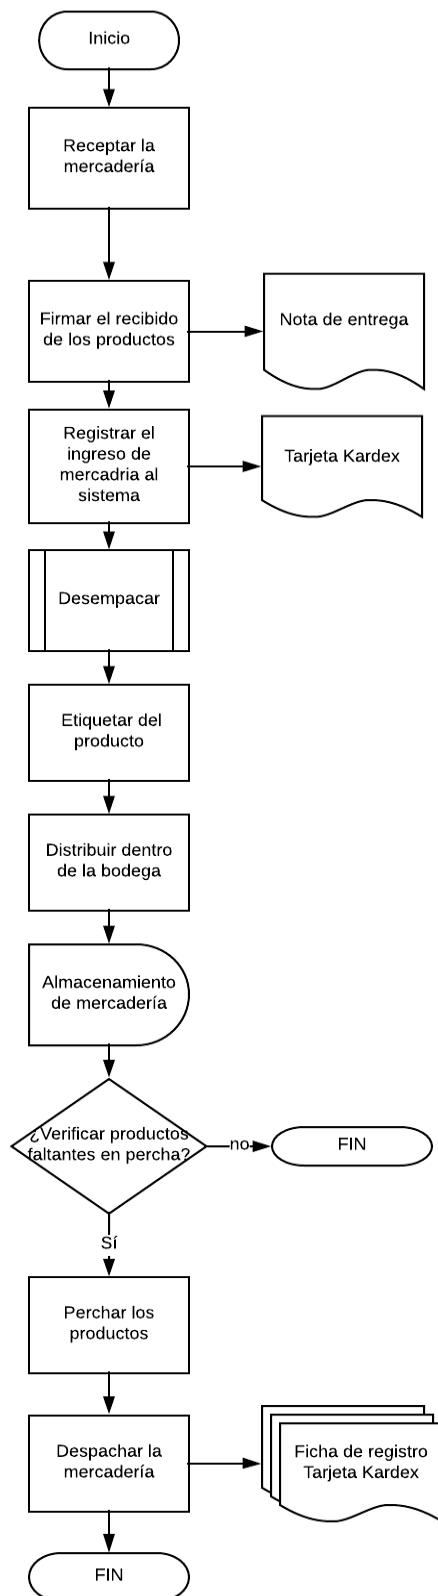 Inicio
Receptar la
mercadería
Firmar el recibido
de los productos
Nota de entrega
Registrar el
ingreso de
mercadria al
sistema
Tarjeta Kardex
Desempacar
Etiquetar del
producto
Distribuir dentro
de la bodega
Almacenamiento
de mercadería
¿Verificar productos
faltantes en percha?
no
FIN
Sí
Perchar los
productos
Despachar la
mercadería
Ficha de registro
Tarjeta Kardex
FIN